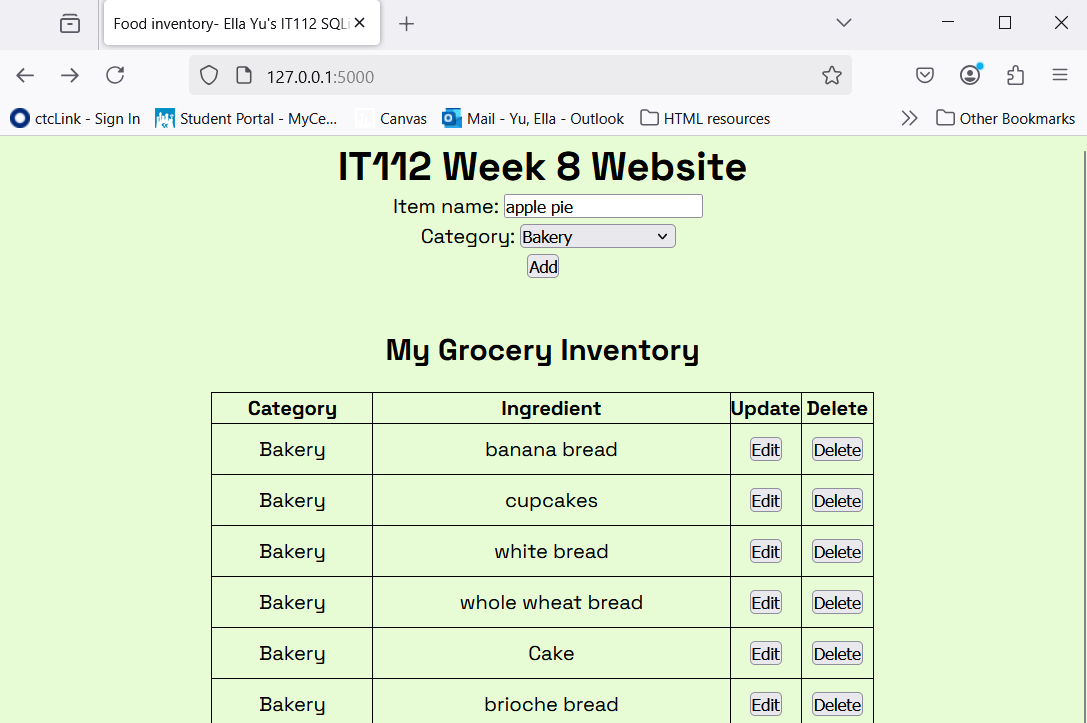 Food inventory- Ella Yu's IT112 SQLi
127.0.0.1:5000
ctcLink - Sign In Student Portal - MyCe... Canvas Mail - Yu, Ella - Outlook HTML resources Other Bookmarks
IT112 Week 8 Website
Item name: apple pie
Category: Bakery
Add
My Grocery Inventory
Category Ingredient Update Delete
Bakery banana bread Edit Delete
Bakery cupcakes Edit Delete
Bakery white bread Edit Delete
Bakery whole wheat bread Edit Delete
Bakery Cake Edit Delete
Bakery brioche bread Edit Delete